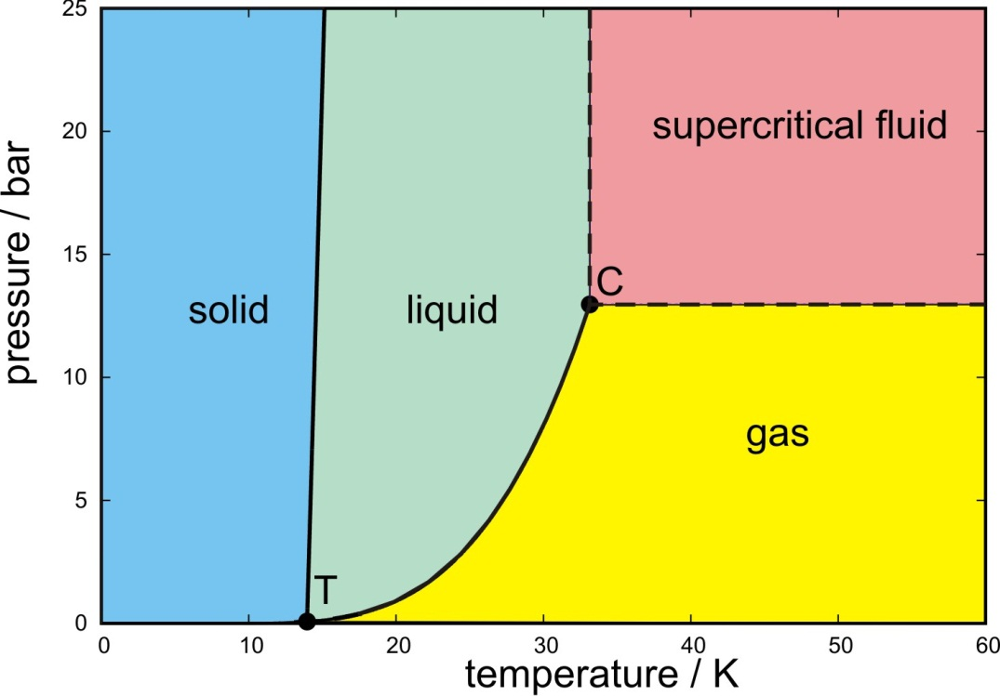 25
20
15
10
5
0
pressure / bar
supercritical fluid
C
solid
liquid
gas
T
0 10 20 30 40 50 60
temperature / K